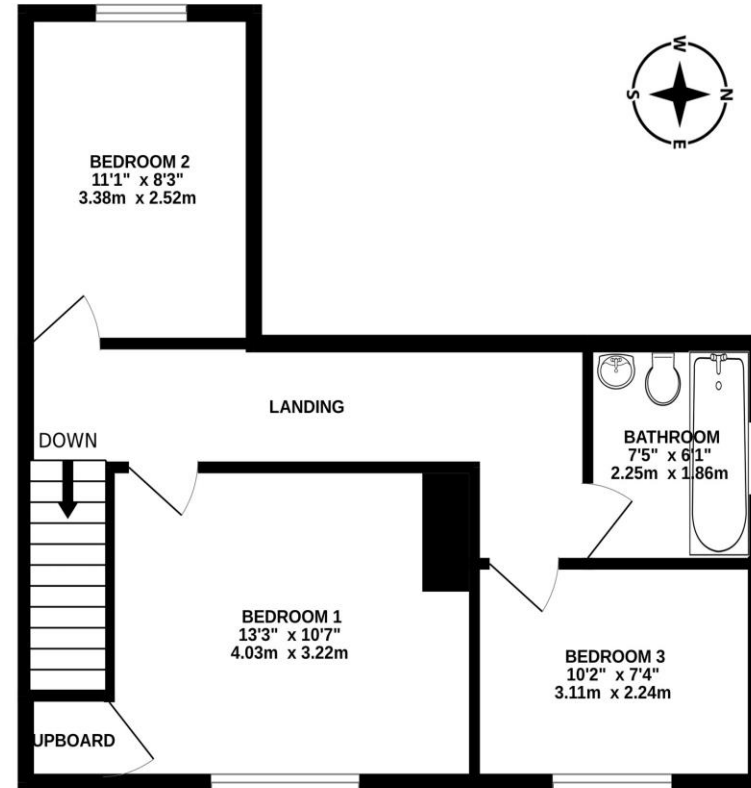 W
S
N
E
BEDROOM 2
11'1" x 8'3"
3.38m x 2.52m
LANDING
DOWN
BATHROOM
7'5" x 6'1"
2.25m x 1.86m
BEDROOM 1
13'3" x 10'7"
4.03m x 3.22m
BEDROOM 3
10'2" x 7'4"
3.11m x 2.24m
UPBOARD